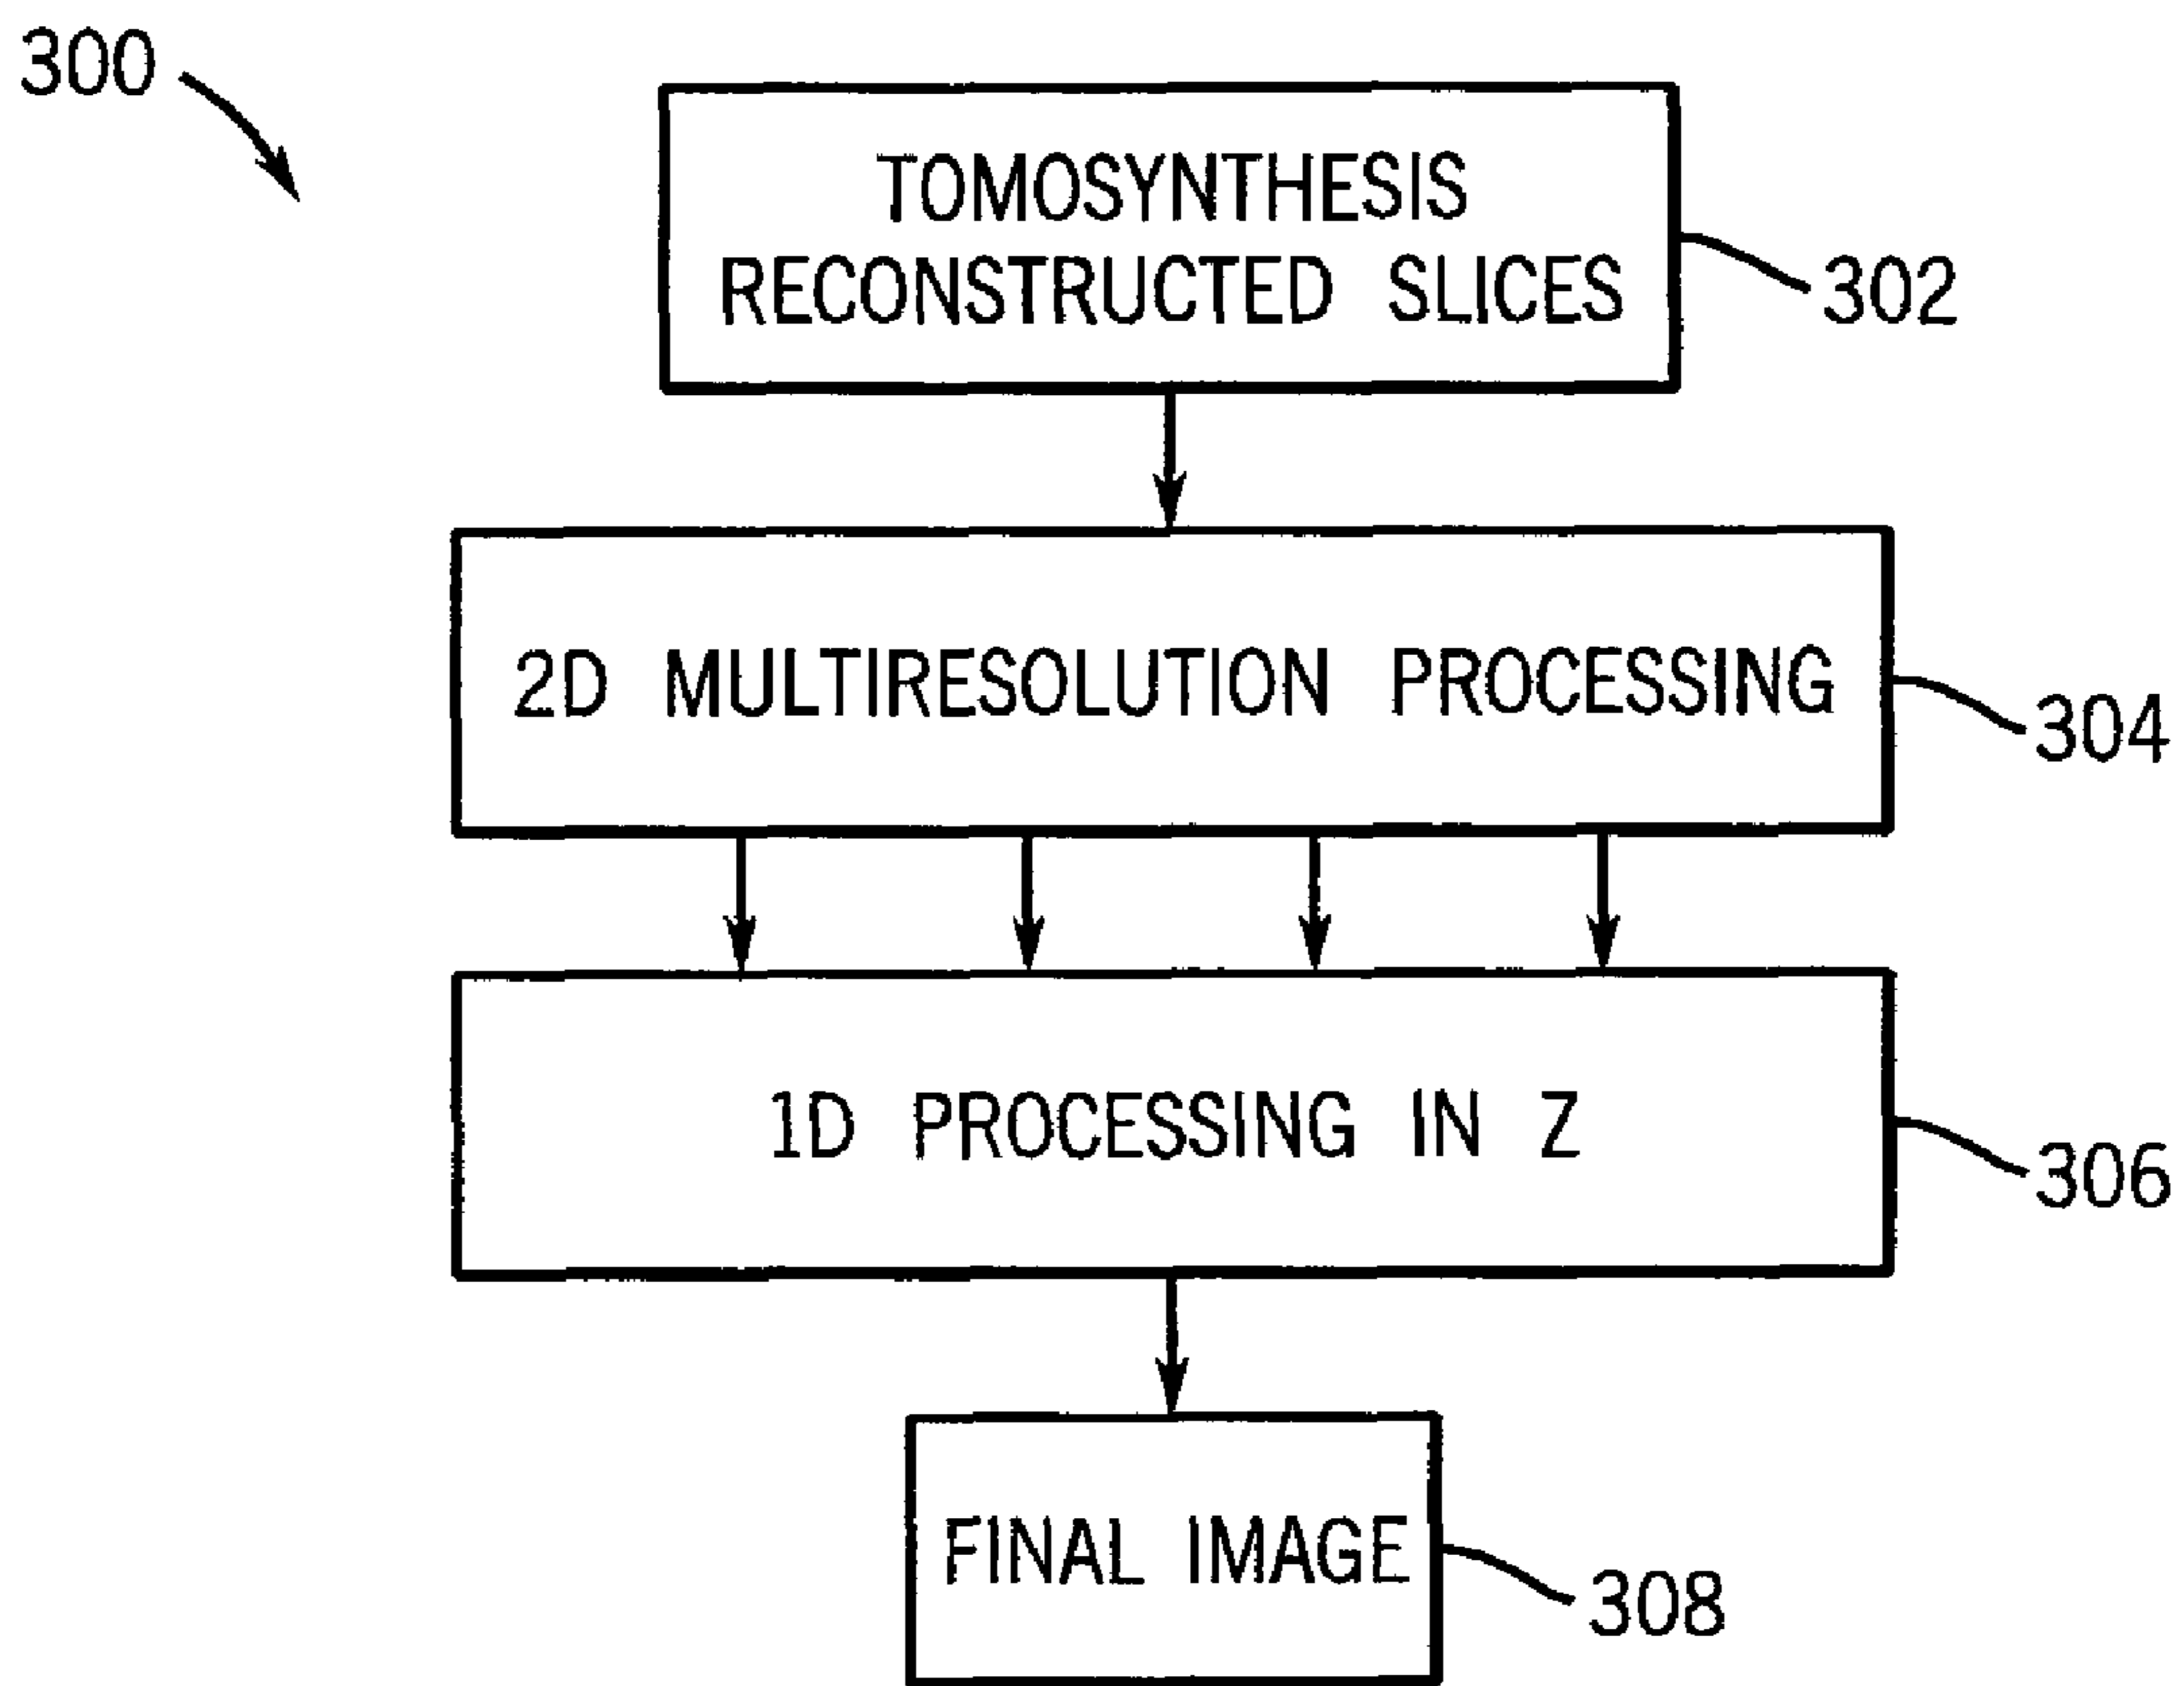 300
TOMOSYNTHESIS
RECONSTRUCTED SLICES
302
2D MULTIRESOLUTION PROCESSING
304
1D PROCESSING IN Z
306
FINAL IMAGE
308